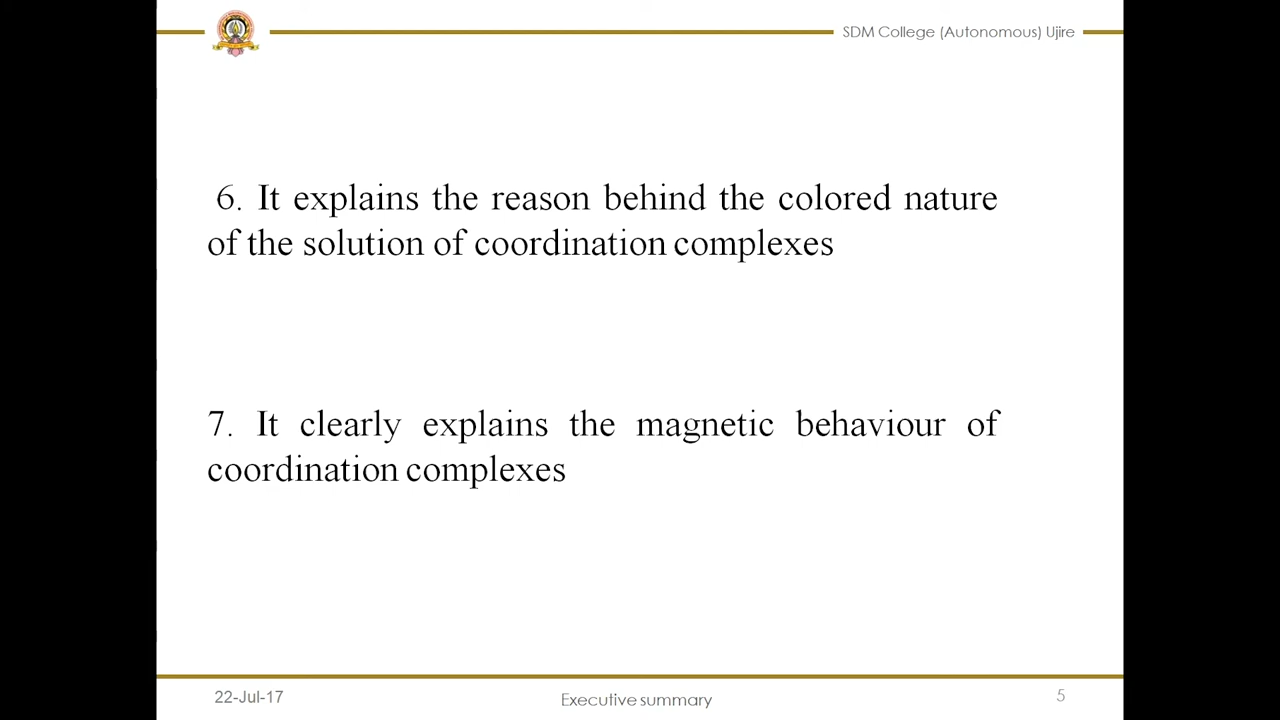 SDM College (Autonomous) Ujire
6. It explains the reason behind the colored nature
of the solution of coordination complexes
7. It clearly explains the magnetic behaviour of
coordination complexes
22-Jul-17
Executive summary
5